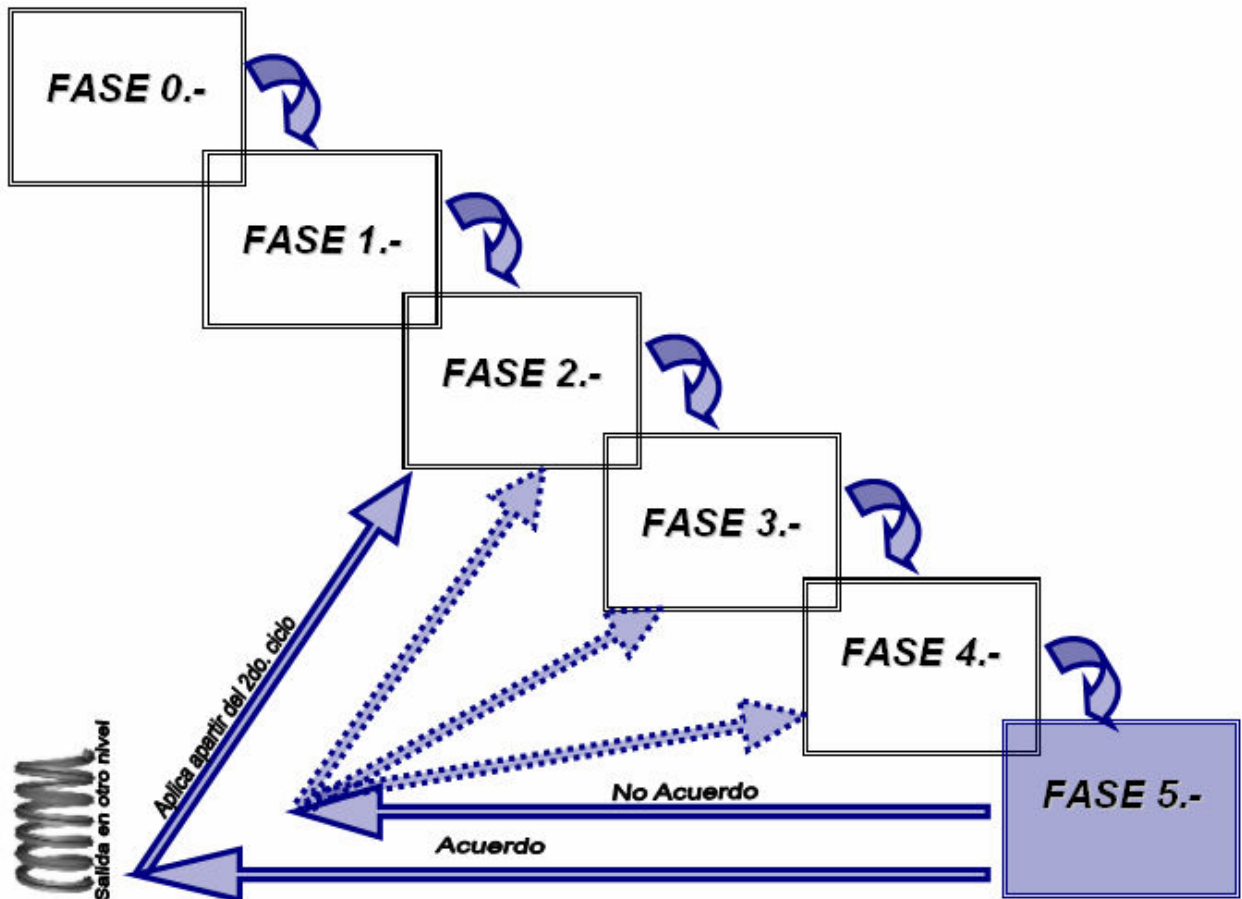 FASE 0.-
FASE 1.-
FASE 2.-
FASE 3.-
FASE 4.-
FASE 5.-
Aplica apartir del 2do. ciclo
Salida en otro nivel
No Acuerdo
Acuerdo